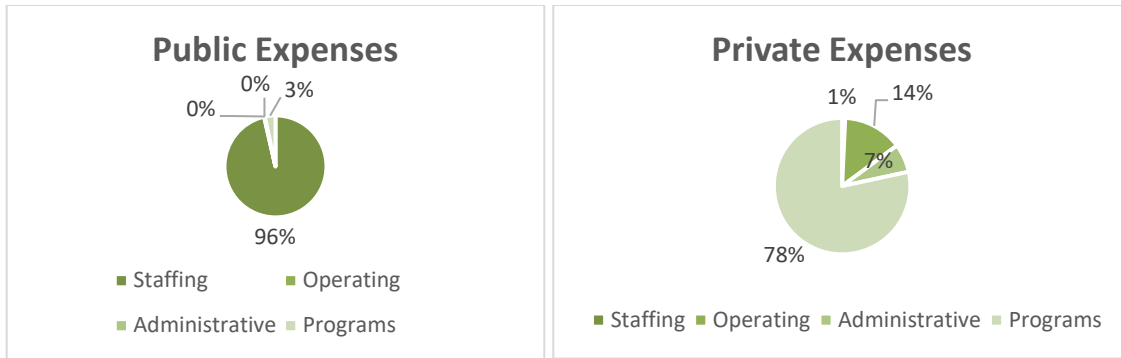 Public Expenses
0%
3%
0%
96%
Staffing
Operating
Administrative
Programs
Private Expenses
1%
14%
7%
78%
Staffing Operating Administrative Programs